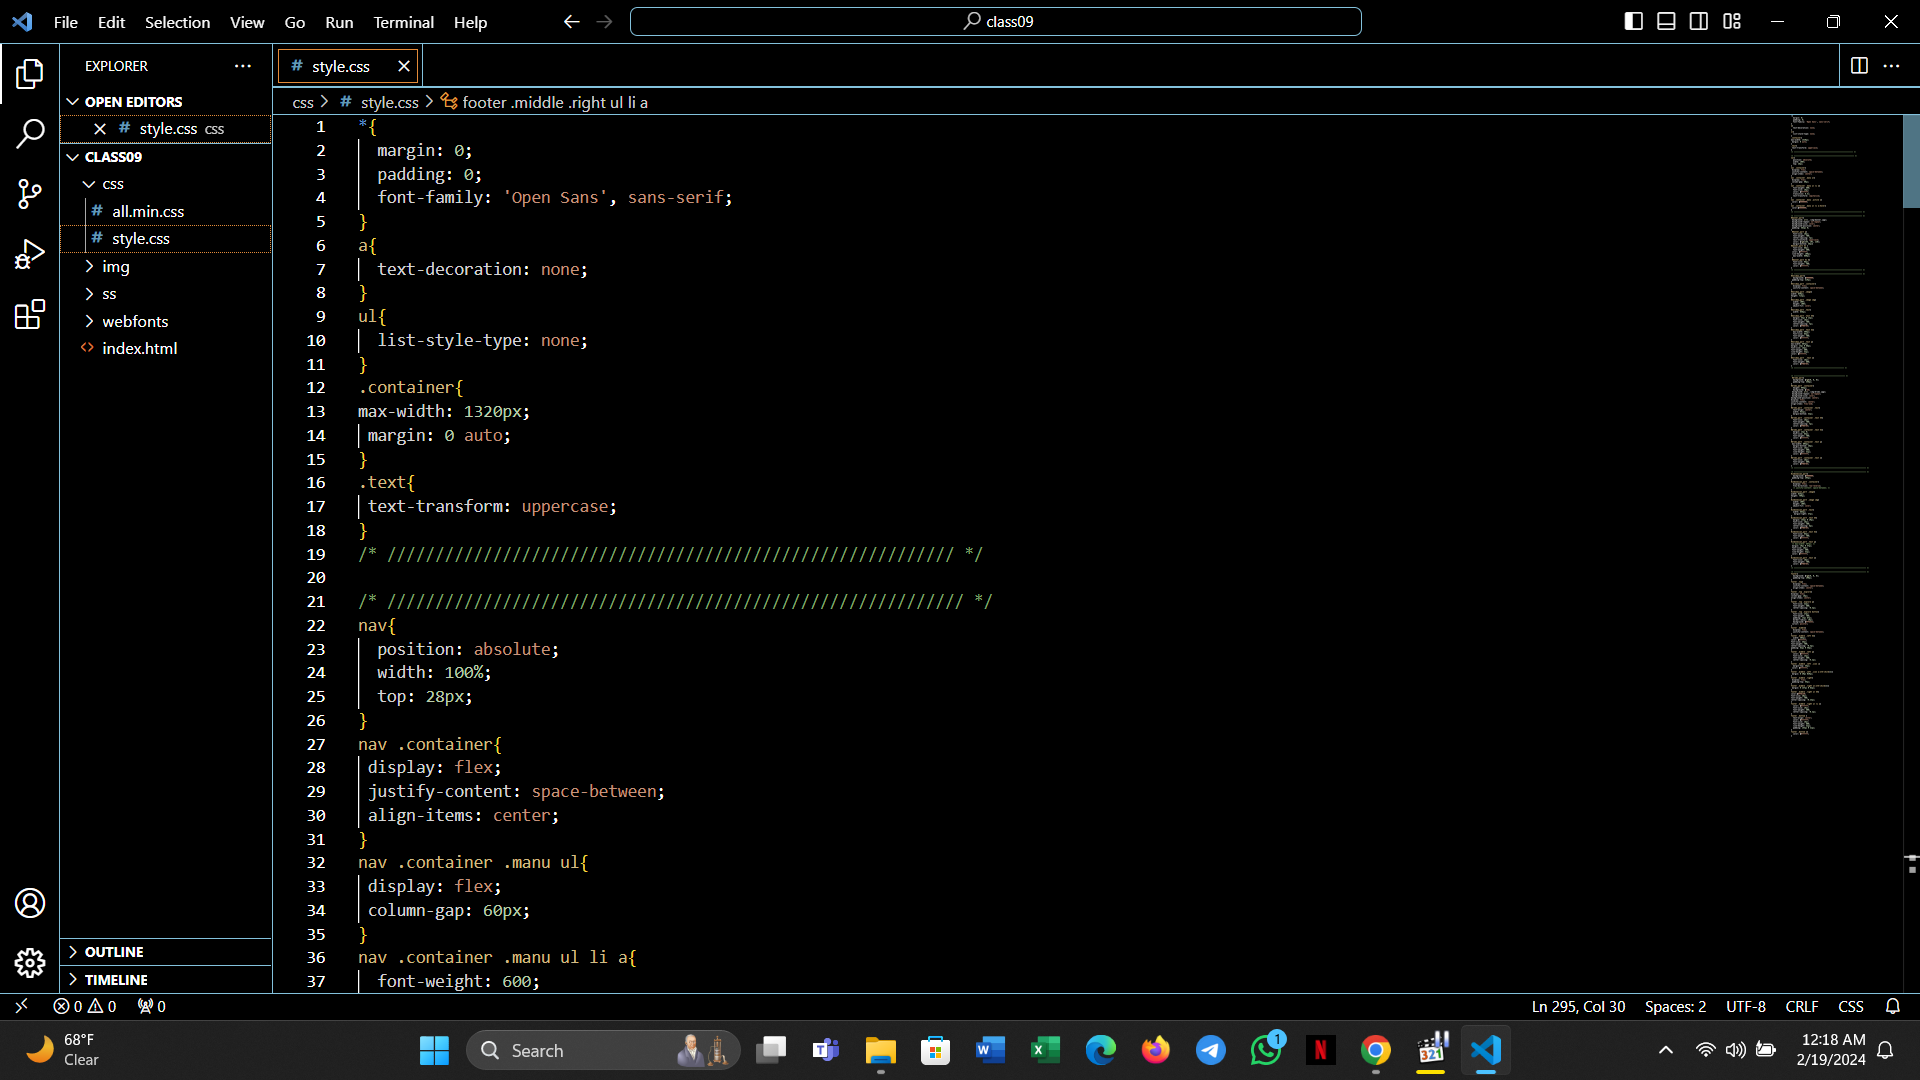 File Edit Selection View Go Run Terminal Help
class09
EXPLORER
OPEN EDITORS
style.css css
CLASS09
css
all.min.css
style.css
img
ss
webfonts
index.html
OUTLINE
TIMELINE
# style.css
css > # style.css > footer .middle .right ul li a
1 *{
2 margin: 0;
3 padding: 0;
4 font-family: 'Open Sans', sans-serif;
5 }
6 a{
7 text-decoration: none;
8 }
9 ul{
10 list-style-type: none;
11 }
12 .container{
13 max-width: 1320px;
14 margin: 0 auto;
15 }
16 .text{
17 text-transform: uppercase;
18 }
19 /* /////////////////////////////////////////////////////////// */
20
21 /* //////////////////////////////////////////////////////////// */
22 nav{
23 position: absolute;
24 width: 100%;
25 top: 28px;
26 }
27 nav .container{
28 display: flex;
29 justify-content: space-between;
30 align-items: center;
31 }
32 nav .container .manu ul{
33 display: flex;
34 column-gap: 60px;
35 }
36 nav .container .manu ul li a{
37 font-weight: 600;
0 0 0
Ln 295, Col 30 Spaces: 2 UTF-8 CRLF CSS
68°F
Clear
Search
1
321
12:18 AM
2/19/2024